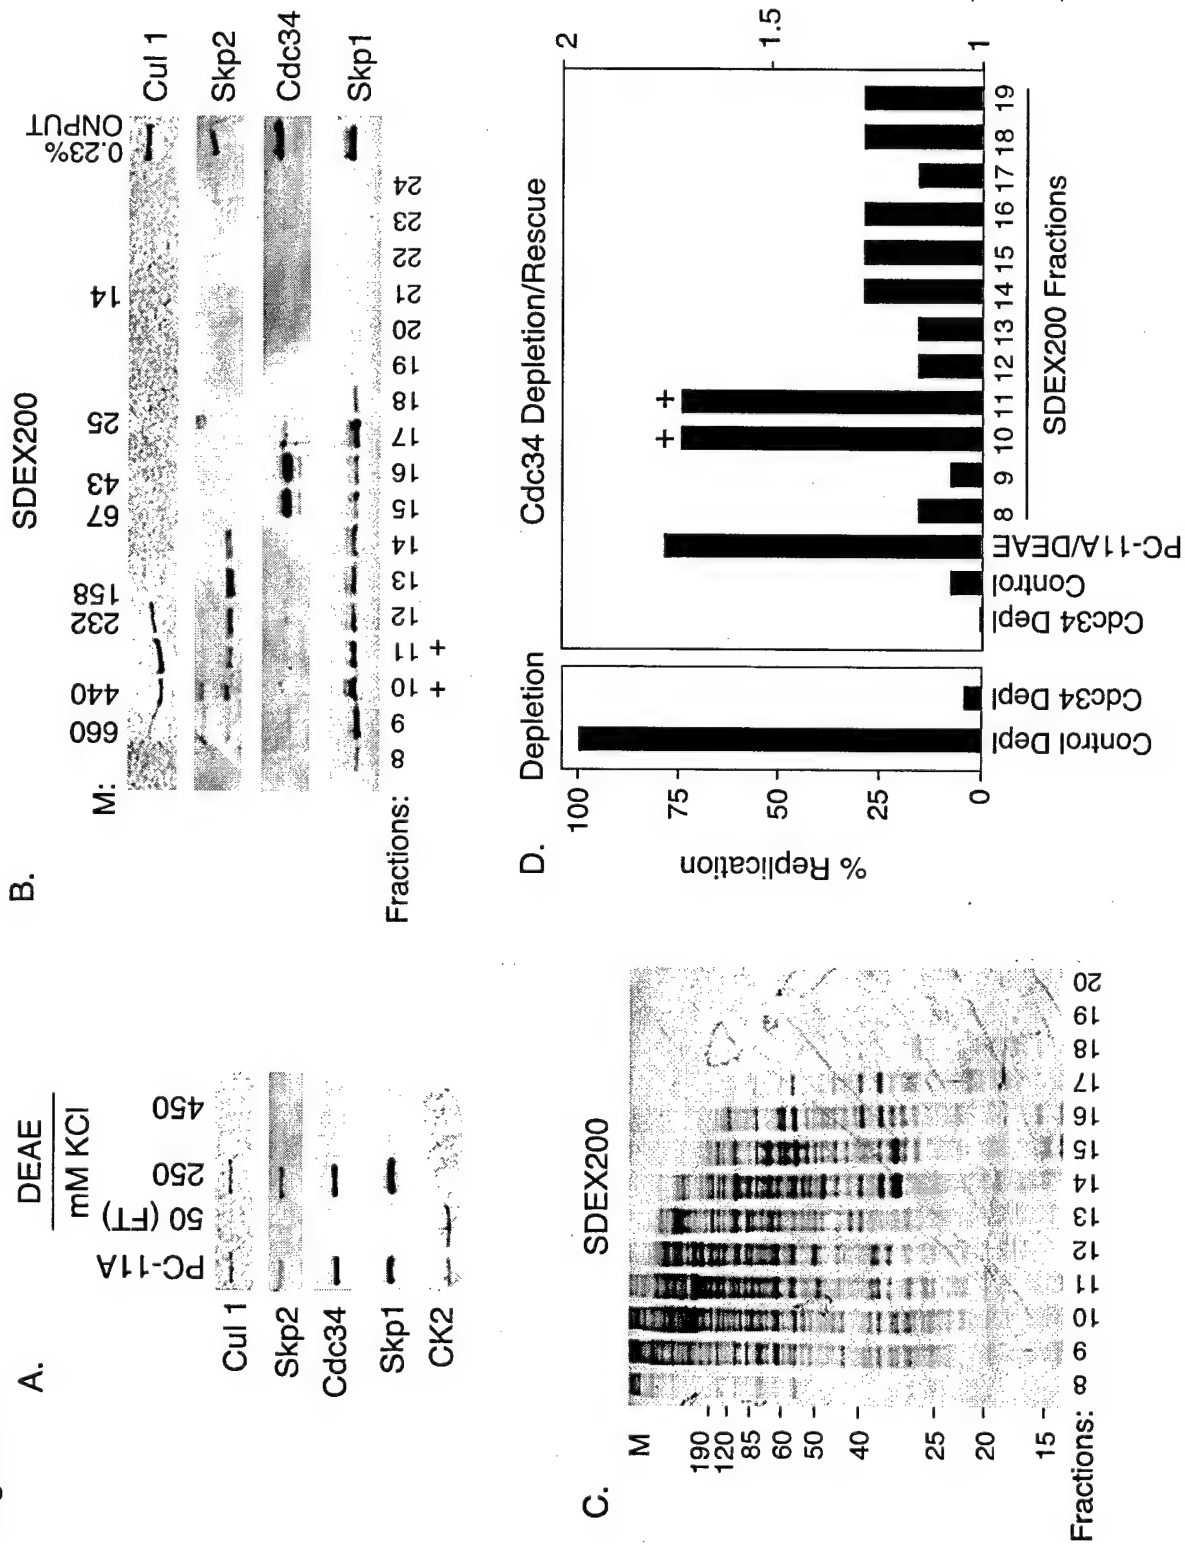 A.
DEAE
mM KCl
PC-11A 50 (FT) 250 450
Cul 1
Skp2
Cdc34
Skp1
CK2
B.
SDEX200
M: 660 440 232 158 67 43 25 14 0.23% ONPUT
Cul 1
Skp2
Cdc34
Skp1
Fractions: 8 9 10 11 12 13 14 15 16 17 18 19 20 21 22 23 24
+ +
C.
SDEX200
M
190
120
85
60
50
40
25
20
15
Fractions: 8 9 10 11 12 13 14 15 16 17 18 19 20
D.
Depletion
% Replication
100
75
50
25
0
Control Depl
Cdc34 Depl
Cdc34 Depletion/Rescue
+ +
2
1.5
1
Cdc34 Depl
Control
PC-11A/DEAE
8 9 10 11 12 13 14 15 16 17 18 19
SDEX200 Fractions